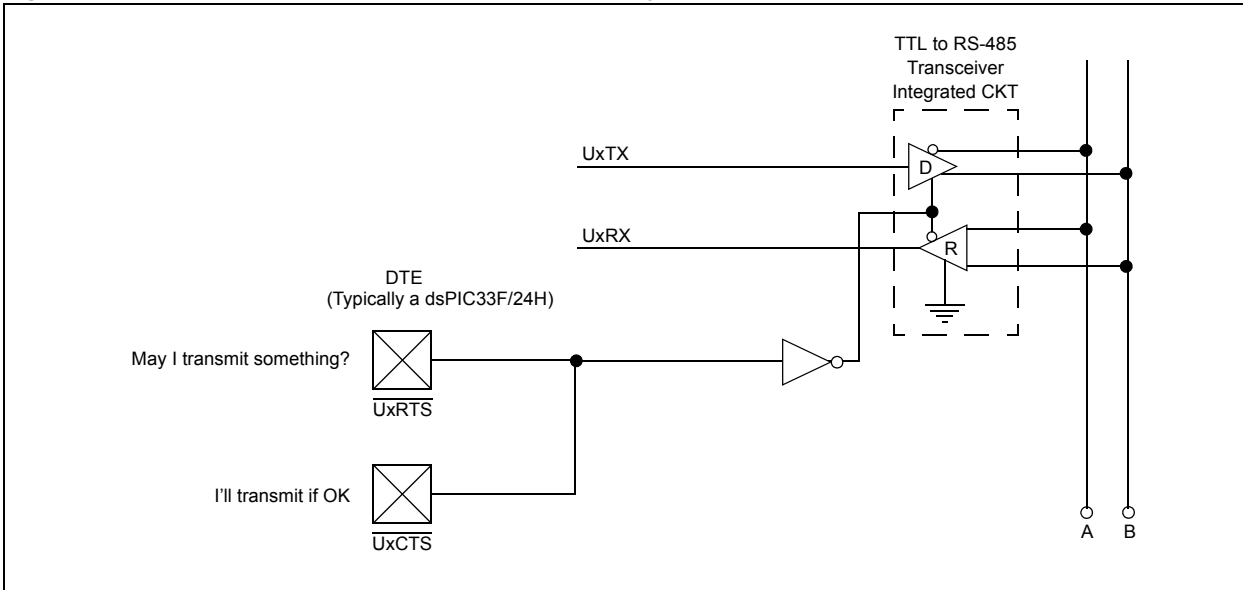 TTL to RS-485
Transceiver
Integrated CKT
UxTX
D
UxRX
R
DTE
(Typically a dsPIC33F/24H)
May I transmit something?
UxRTS
I'll transmit if OK
UxCTS
A B